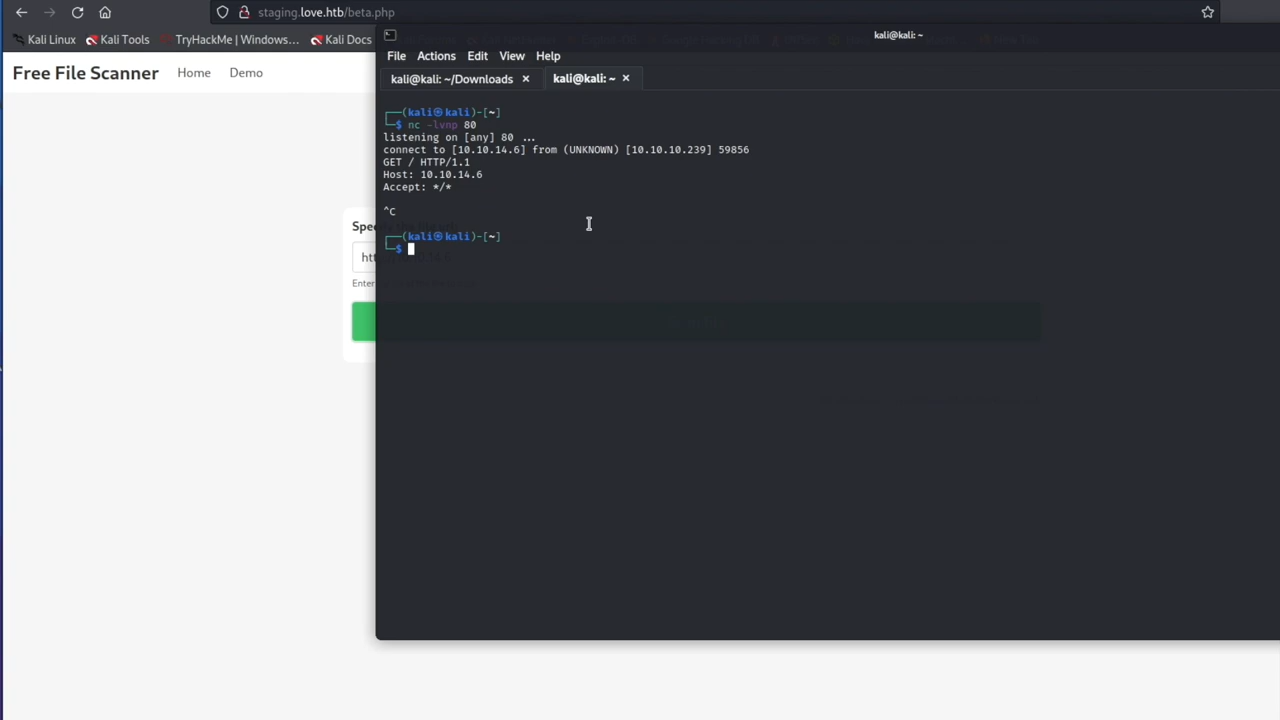 staging.love.htb/beta.php
Kali Linux Kali Tools TryHackMe | Windows... Kali Docs
Free File Scanner Home Demo
kali@kali: ~
File Actions Edit View Help
kali@kali: ~/Downloads × kali@kali: ~ ×
┌──(kali㉿kali)-[~]
└─$ nc -lvnp 80
listening on [any] 80 ...
connect to [10.10.14.6] from (UNKNOWN) [10.10.10.239] 59856
GET / HTTP/1.1
Host: 10.10.14.6
Accept: */*
^C
┌──(kali㉿kali)-[~]
└─$
Enter